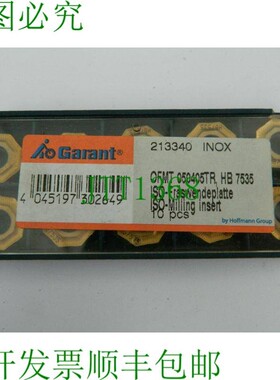 图必究
Garant
213340 INOX
OFMT 050405TR, HB 7535
ISO-Fräswendeplatte
ISO-Milling insert
10 pcs
4 045197 302649
by Hoffmann Group
开发票顺丰包邮